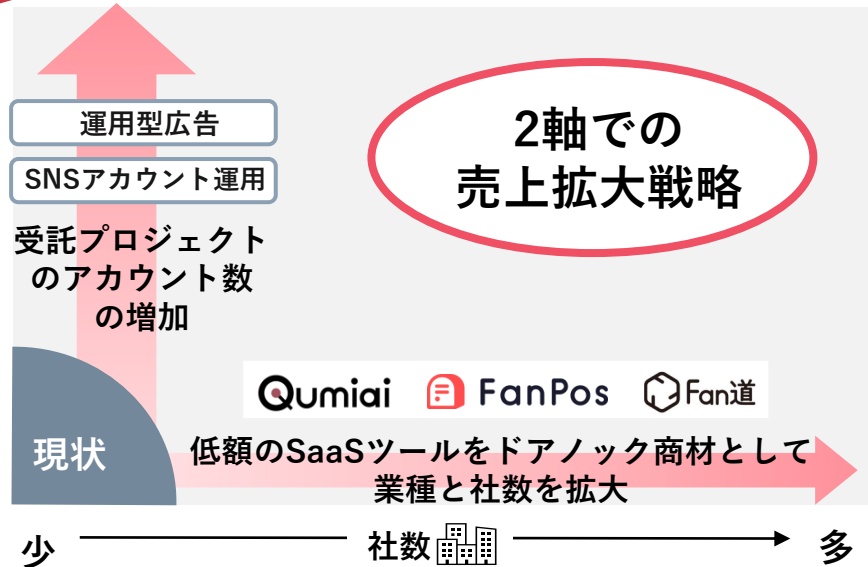 運用型広告
SNSアカウント運用
受託プロジェクト
のアカウント数
の増加
2軸での
売上拡大戦略
Qumiai FanPos Fan道
現状
低額のSaaSツールをドアノック商材として
業種と社数を拡大
少 社数 多